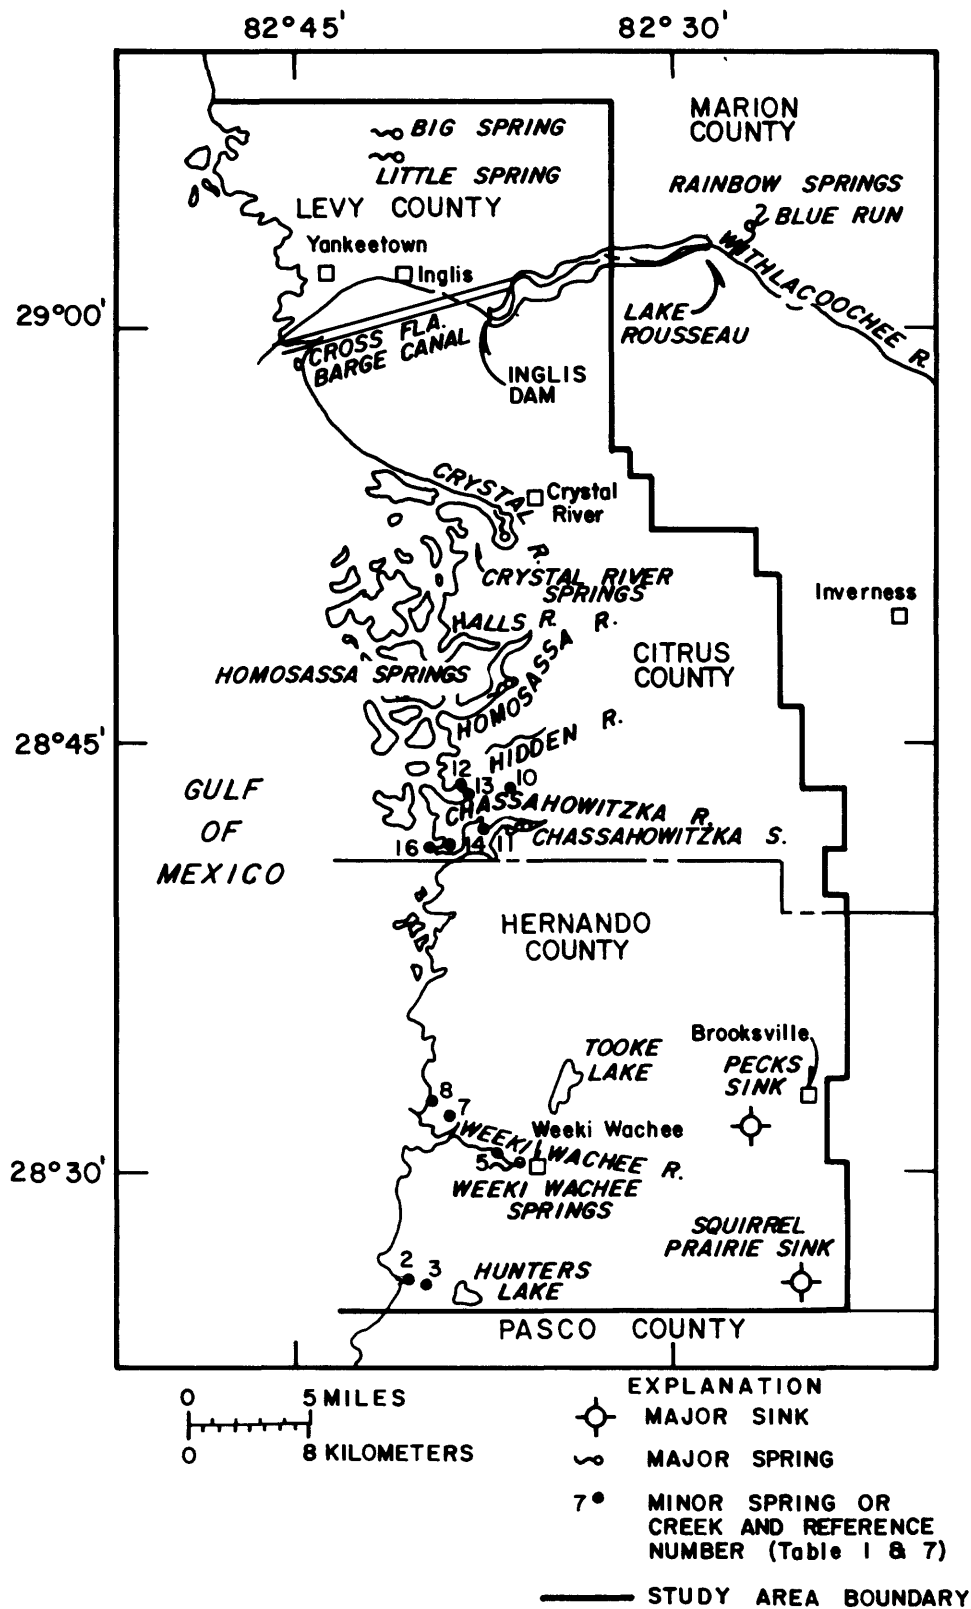 82° 45' 82° 30'
MARION
COUNTY
BIG SPRING
LITTLE SPRING
RAINBOW SPRINGS
BLUE RUN
LEVY COUNTY
Yankeetown
Inglis
WITHLACOOCHEE R.
29° 00'
LAKE
ROUSSEAU
CROSS FLA.
BARGE CANAL
INGLIS
DAM
CRYSTAL R.
Crystal
River
CRYSTAL RIVER
SPRINGS
Inverness
HALLS R.
HOMOSASSA R.
CITRUS
COUNTY
HOMOSASSA SPRINGS
28° 45'
HIDDEN R.
12 13 10
GULF
OF
MEXICO
CHASSAHOWITZKA R.
CHASSAHOWITZKA S.
16 14 11
HERNANDO
COUNTY
Brooksville
TOOKE
LAKE
PECKS
SINK
8
7
Weeki Wachee
WEEKI WACHEE R.
5
28° 30'
WEEKI WACHEE
SPRINGS
SQUIRREL
PRAIRIE SINK
2 3
HUNTERS
LAKE
PASCO COUNTY
0 5 MILES
0 8 KILOMETERS
EXPLANATION
MAJOR SINK
MAJOR SPRING
7 MINOR SPRING OR
CREEK AND REFERENCE
NUMBER (Table 1 & 7)
STUDY AREA BOUNDARY